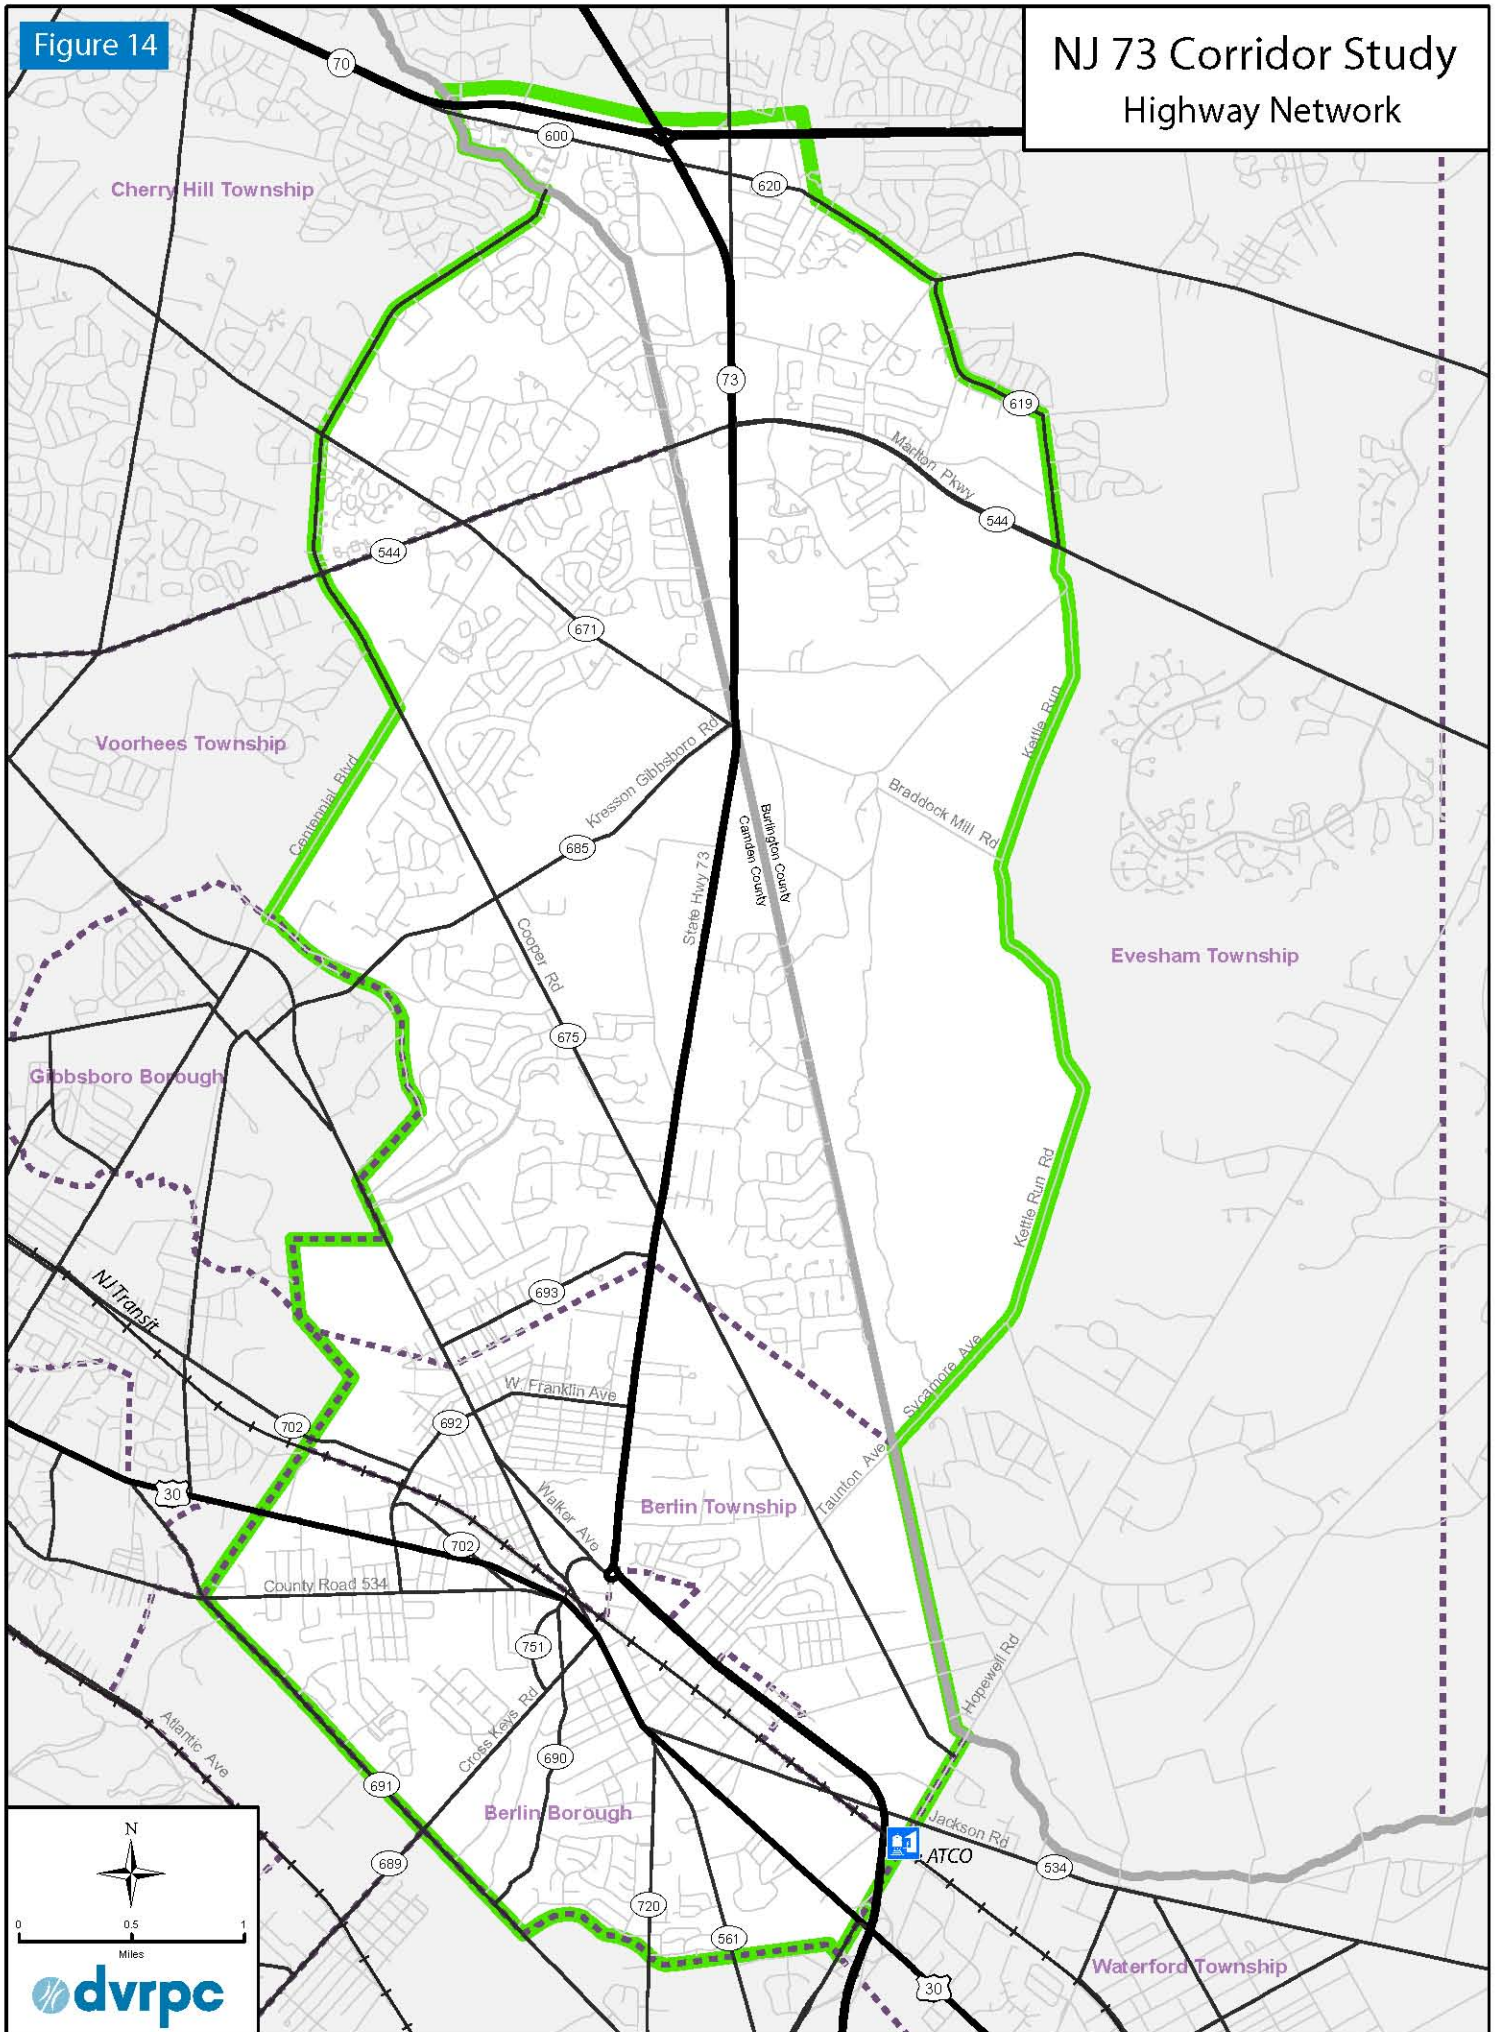 Figure 14
NJ 73 Corridor Study
Highway Network
70
600
620
Cherry Hill Township
73
619
Marlton Pkwy
544
544
671
Kettle Run
Voorhees Township
Kresson Gibbsboro Rd
Centennial Blvd
Braddock Mill Rd
Burlington County
Camden County
685
State Hwy 73
Cooper Rd
Evesham Township
675
Gibbsboro Borough
Kettle Run Rd
NJ Transit
693
Sycamore Ave
W. Franklin Ave
692
702
Taunton Ave
30
Walker Ave
Berlin Township
702
County Road 534
751
Hopewell Rd
Cross Keys Rd
Atlantic Ave
690
691
Berlin Borough
Jackson Rd
ATCO
689
534
720
561
Waterford Township
30
N
0 0.5 1
Miles
dvrpc